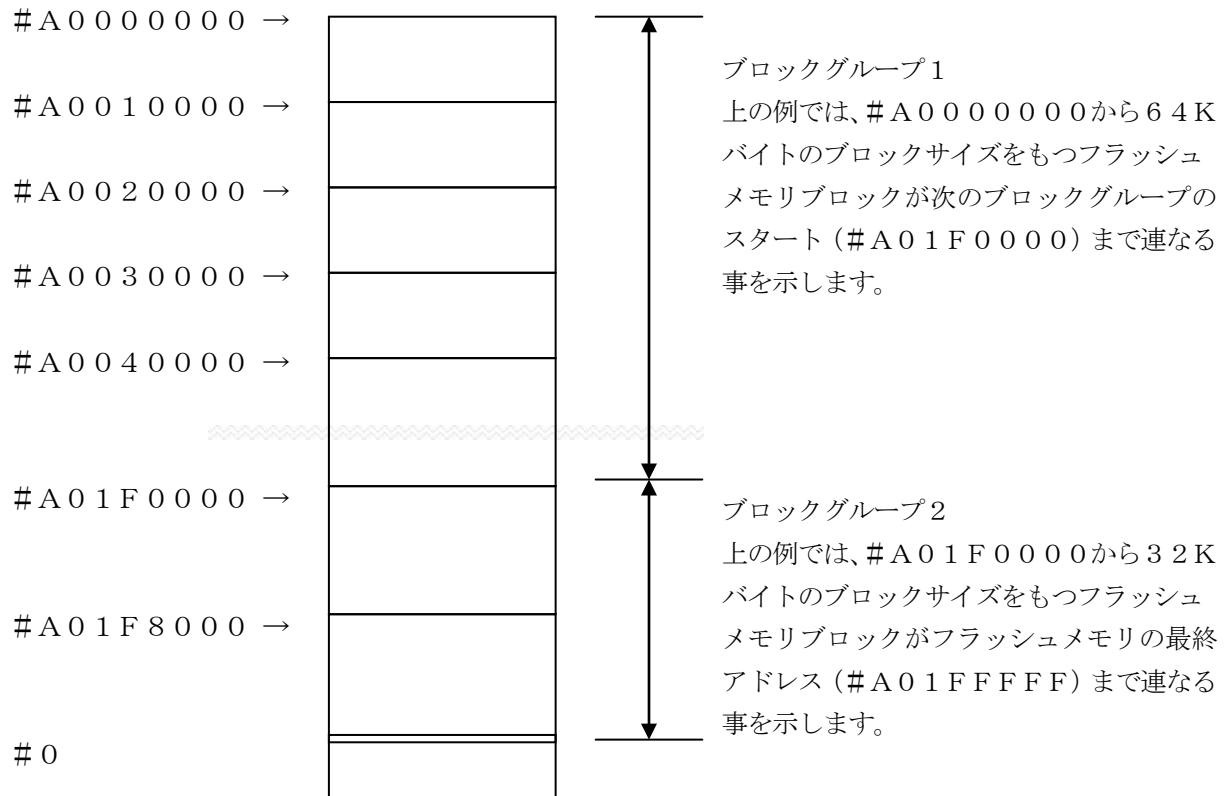 #A0000000 →
ブロックグループ1
上の例では、#A0000000から64K
バイトのブロックサイズをもつフラッシュ
メモリブロックが次のブロックグループの
スタート(#A01F0000)まで連なる
事を示します。
#A0010000 →
#A0020000 →
#A0030000 →
#A0040000 →
#A01F0000 →
ブロックグループ2
上の例では、#A01F0000から32K
バイトのブロックサイズをもつフラッシュ
メモリブロックがフラッシュメモリの最終
アドレス(#A01FFFFF)まで連なる
事を示します。
#A01F8000 →
#0